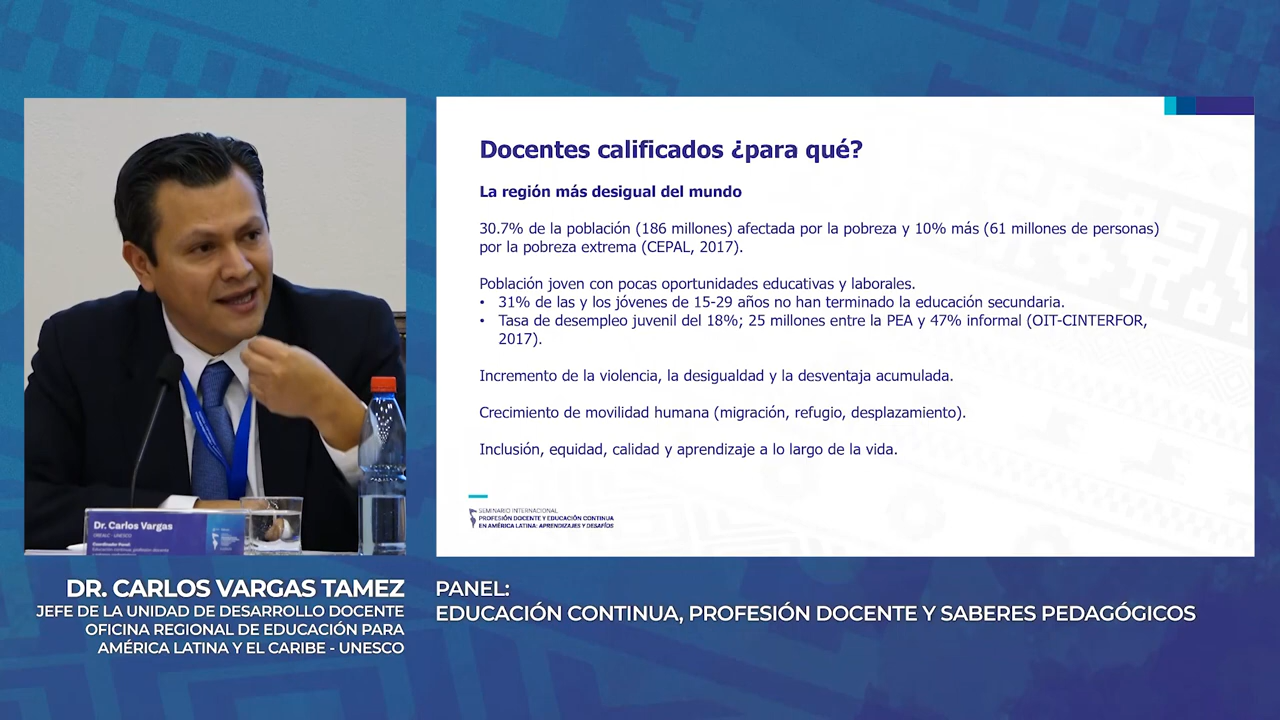 Docentes calificados ¿para qué?
La región más desigual del mundo
30.7% de la población (186 millones) afectada por la pobreza y 10% más (61 millones de personas)
por la pobreza extrema (CEPAL, 2017).
Población joven con pocas oportunidades educativas y laborales.
• 31% de las y los jóvenes de 15-29 años no han terminado la educación secundaria.
• Tasa de desempleo juvenil del 18%; 25 millones entre la PEA y 47% informal (OIT-CINTERFOR,
2017).
Incremento de la violencia, la desigualdad y la desventaja acumulada.
Crecimiento de movilidad humana (migración, refugio, desplazamiento).
Inclusión, equidad, calidad y aprendizaje a lo largo de la vida.
SEMINARIO INTERNACIONAL
PROFESIÓN DOCENTE Y EDUCACIÓN CONTINUA
EN AMÉRICA LATINA: APRENDIZAJES Y DESAFÍOS
Dr. Carlos Vargas
OREALC - UNESCO
Coordinador Panel:
DR. CARLOS VARGAS TAMEZ
JEFE DE LA UNIDAD DE DESARROLLO DOCENTE
OFICINA REGIONAL DE EDUCACIÓN PARA
AMÉRICA LATINA Y EL CARIBE - UNESCO
PANEL:
EDUCACIÓN CONTINUA, PROFESIÓN DOCENTE Y SABERES PEDAGÓGICOS